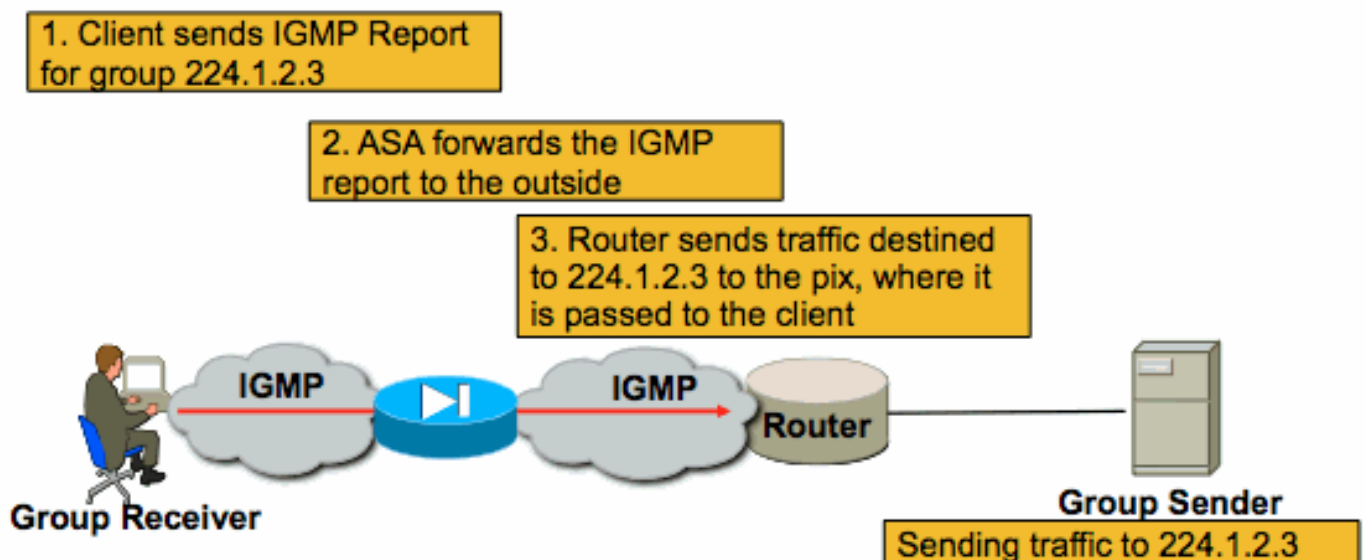 1. Client sends IGMP Report
for group 224.1.2.3
2. ASA forwards the IGMP
report to the outside
3. Router sends traffic destined
to 224.1.2.3 to the pix, where it
is passed to the client
IGMP
IGMP
Router
Group Receiver
Group Sender
Sending traffic to 224.1.2.3